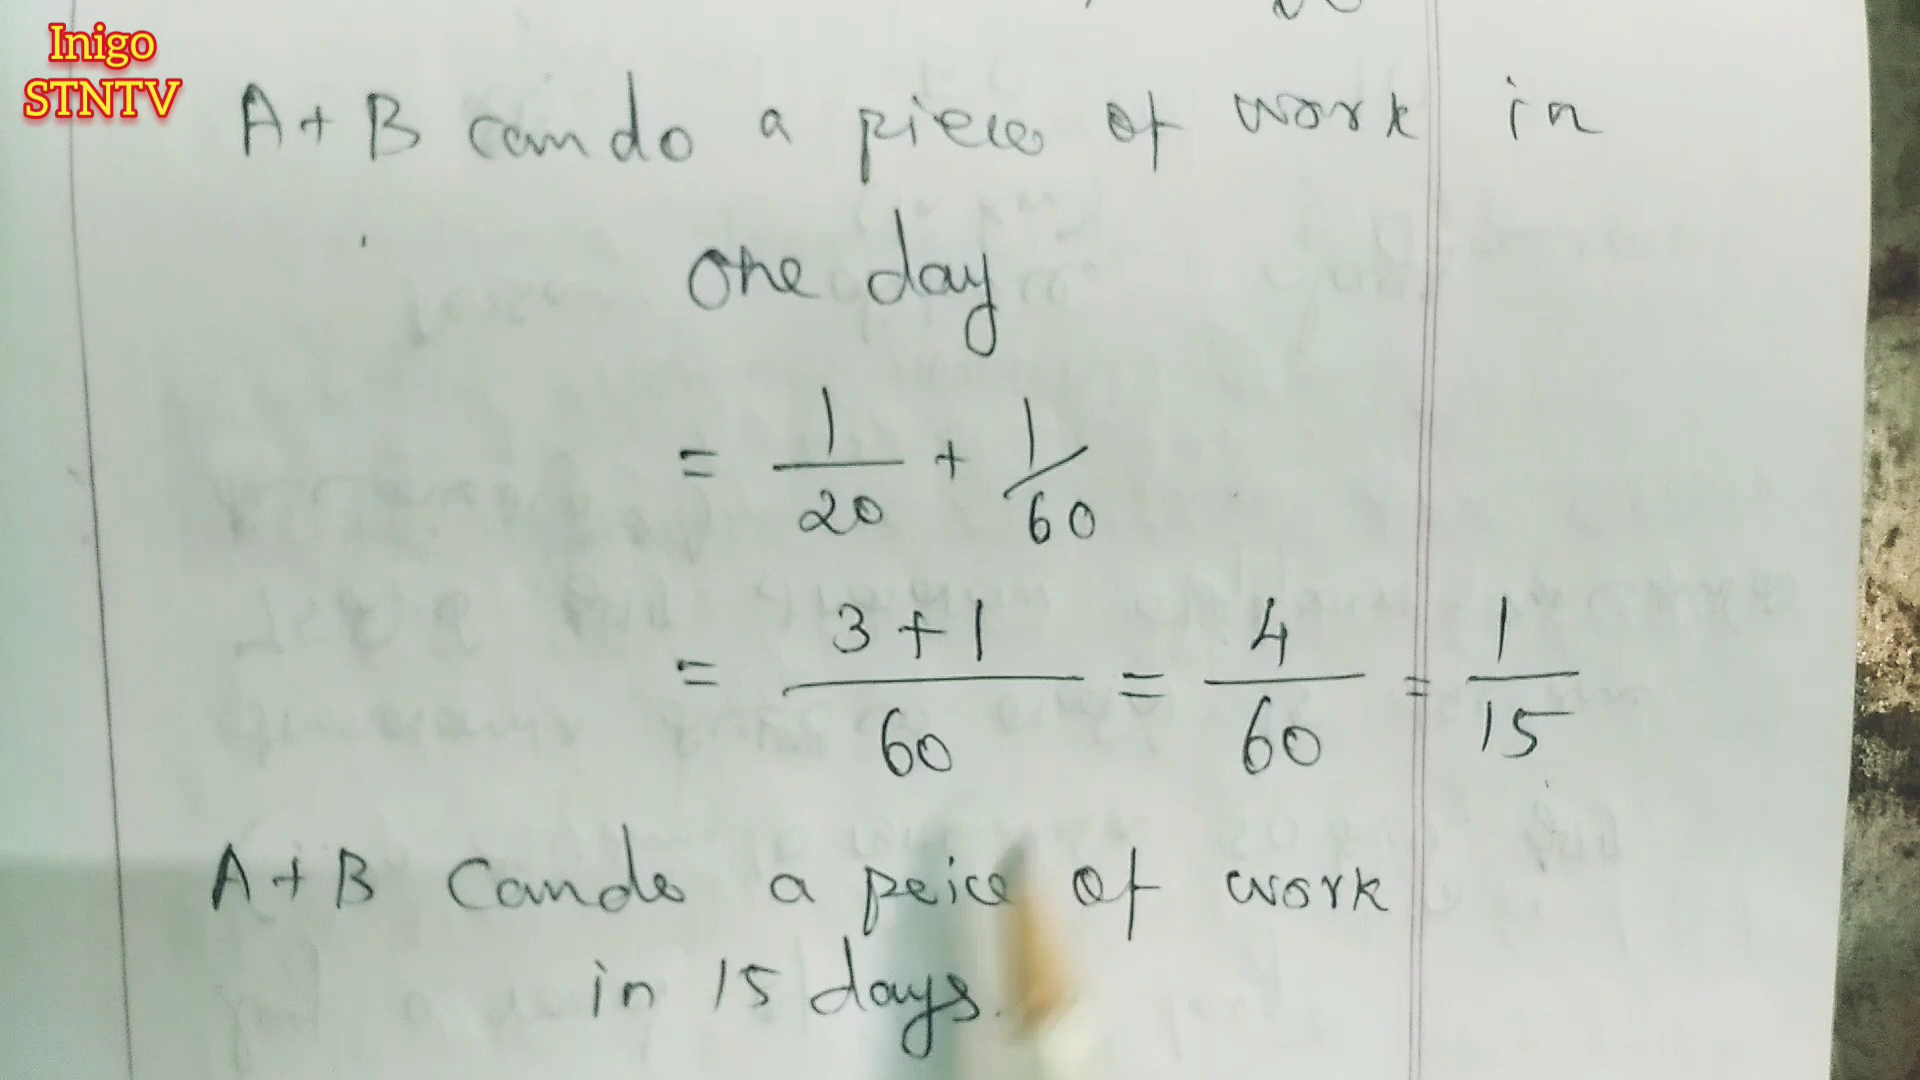 Inigo
STNTV
A+B can do a piece of work in
one day
= 1/20 + 1/60
= 3+1/60 = 4/60 = 1/15
A+B Can do a peice of work
in 15 days.